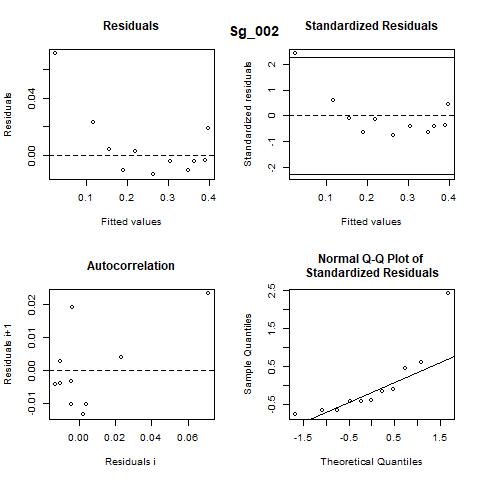 Sg_002
Residuals
Residuals
0.00
0.04
0.1
0.2
0.3
0.4
Fitted values
Standardized Residuals
Standardized residuals
-2
-1
0
1
2
0.1
0.2
0.3
0.4
Fitted values
Autocorrelation
Residuals i+1
-0.01
0.00
0.01
0.02
0.00
0.02
0.04
0.06
Residuals i
Normal Q-Q Plot of
Standardized Residuals
Sample Quantiles
-0.5
0.5
1.5
2.5
-1.5
-0.5
0.5
1.5
Theoretical Quantiles